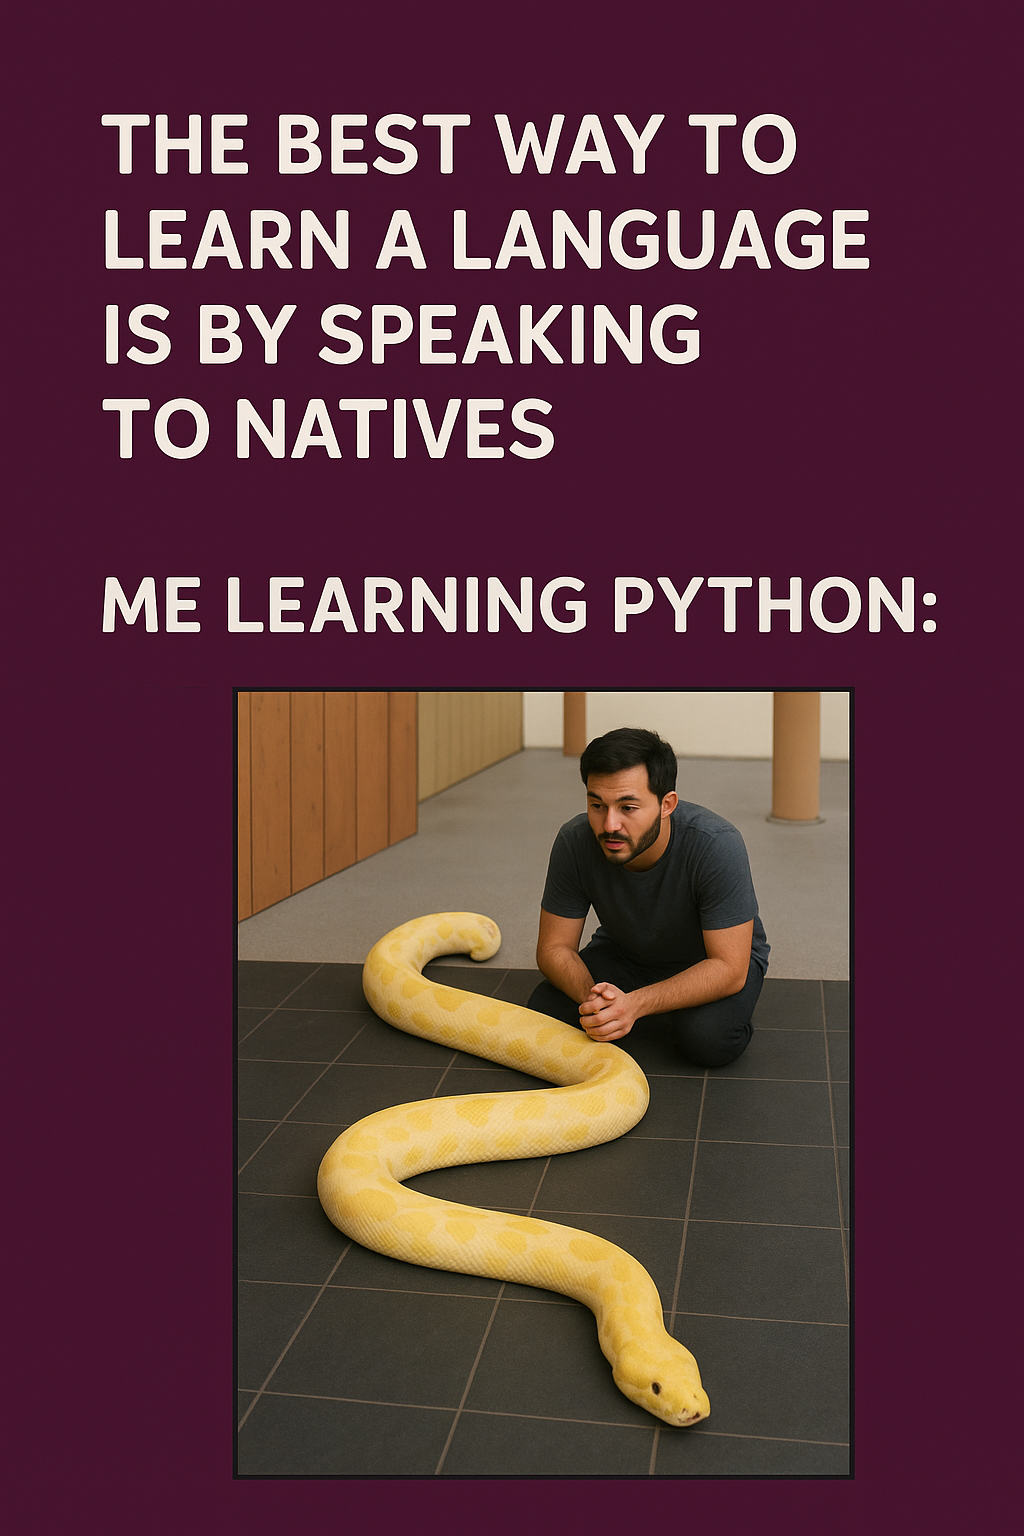 THE BEST WAY TO
LEARN A LANGUAGE
IS BY SPEAKING
TO NATIVES
ME LEARNING PYTHON: